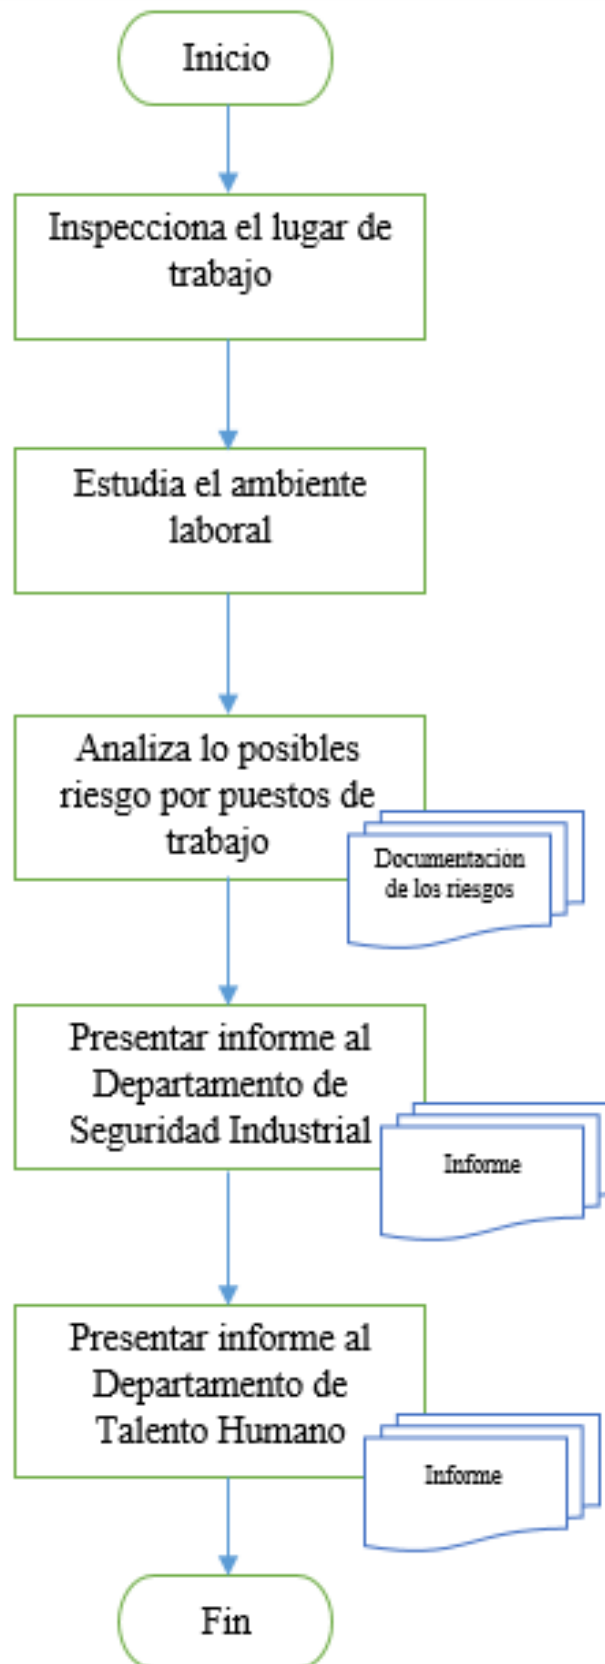 Inicio
Inspecciona el lugar de
trabajo
Estudia el ambiente
laboral
Analiza lo posibles
riesgo por puestos de
trabajo
Documentación
de los riesgos
Presentar informe al
Departamento de
Seguridad Industrial
Informe
Presentar informe al
Departamento de
Talento Humano
Informe
Fin